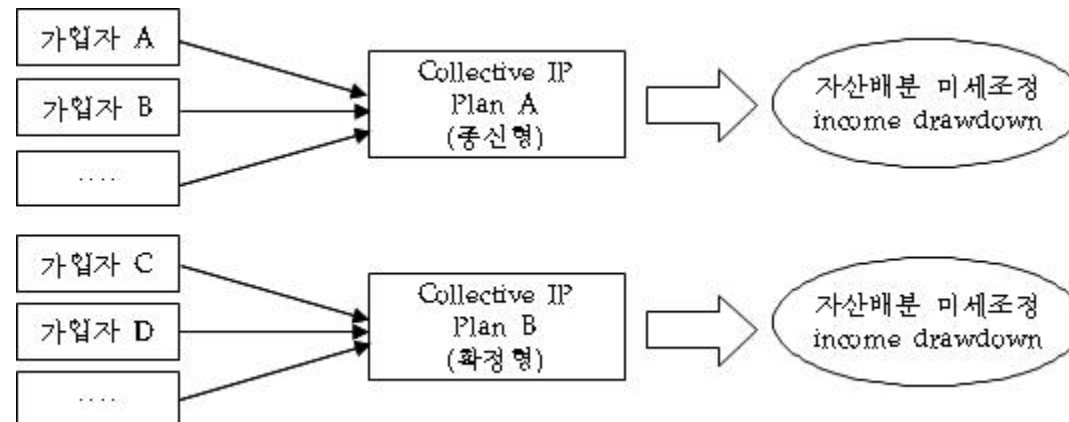 가입자 A
가입자 B
....
Collective IP
Plan A
(종신형)
자산배분 미세조정
income drawdown
가입자 C
가입자 D
....
Collective IP
Plan B
(확정형)
자산배분 미세조정
income drawdown